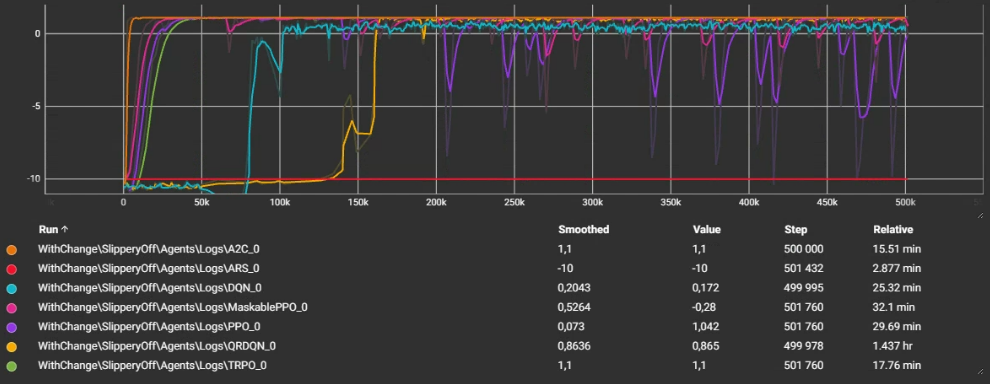 0
-5
-10
0 50k 100k 150k 200k 250k 300k 350k 400k 450k 500k
Run ↑ Smoothed Value Step Relative
WithChange\SlipperyOff\Agents\Logs\A2C_0 1,1 1,1 500 000 15.51 min
WithChange\SlipperyOff\Agents\Logs\ARS_0 -10 -10 501 432 2.877 min
WithChange\SlipperyOff\Agents\Logs\DQN_0 0,2043 0,172 499 995 25.32 min
WithChange\SlipperyOff\Agents\Logs\MaskablePPO_0 0,5264 -0,28 501 760 32.1 min
WithChange\SlipperyOff\Agents\Logs\PPO_0 0,073 1,042 501 760 29.69 min
WithChange\SlipperyOff\Agents\Logs\QRDQN_0 0,8636 0,865 499 978 1.437 hr
WithChange\SlipperyOff\Agents\Logs\TRPO_0 1,1 1,1 501 760 17.76 min